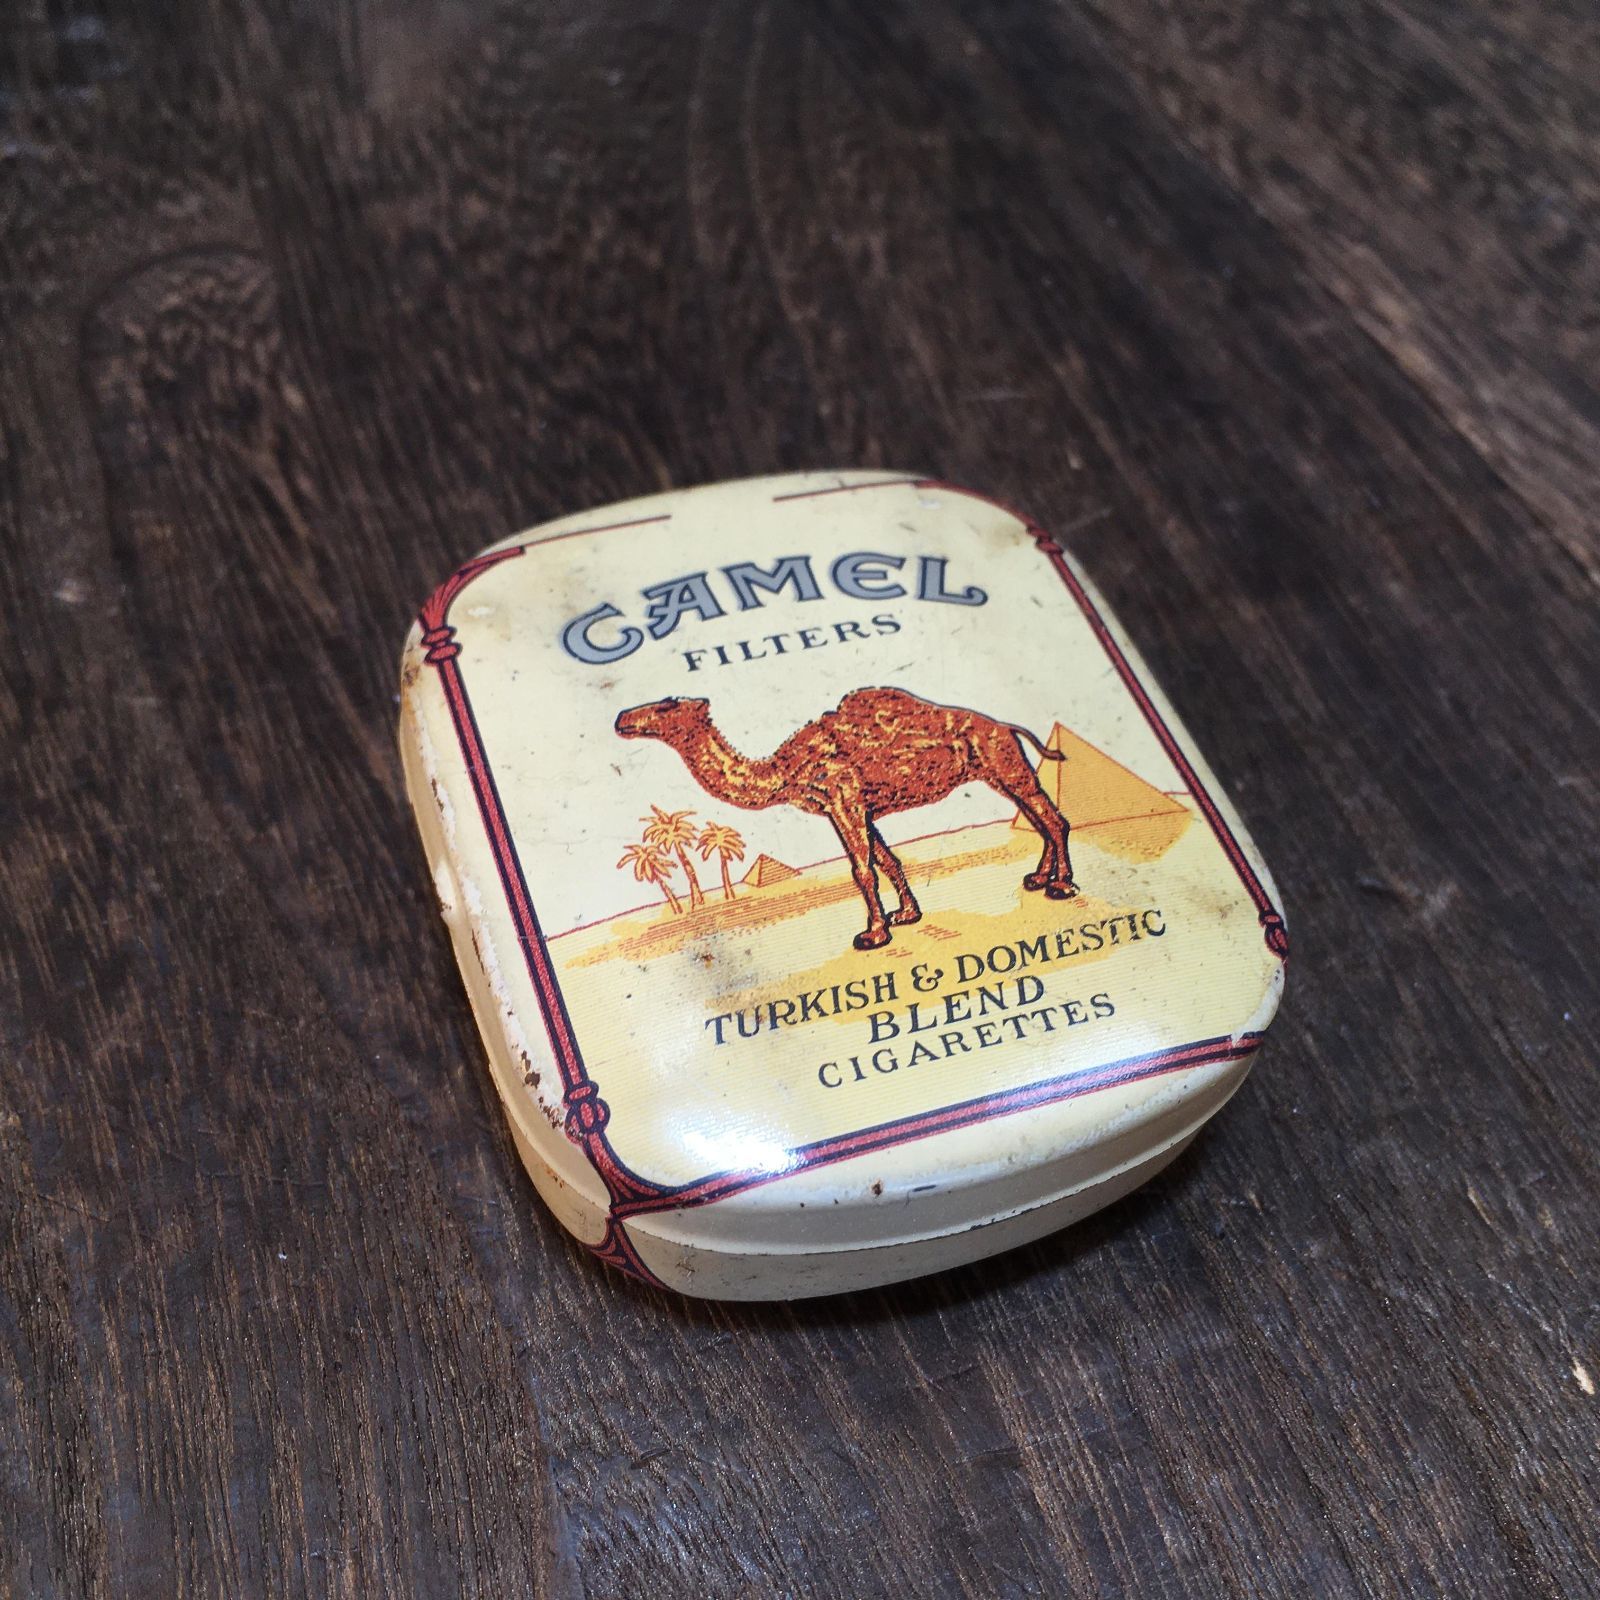 CAMEL
FILTERS
TURKISH & DOMESTIC
BLEND
CIGARETTES